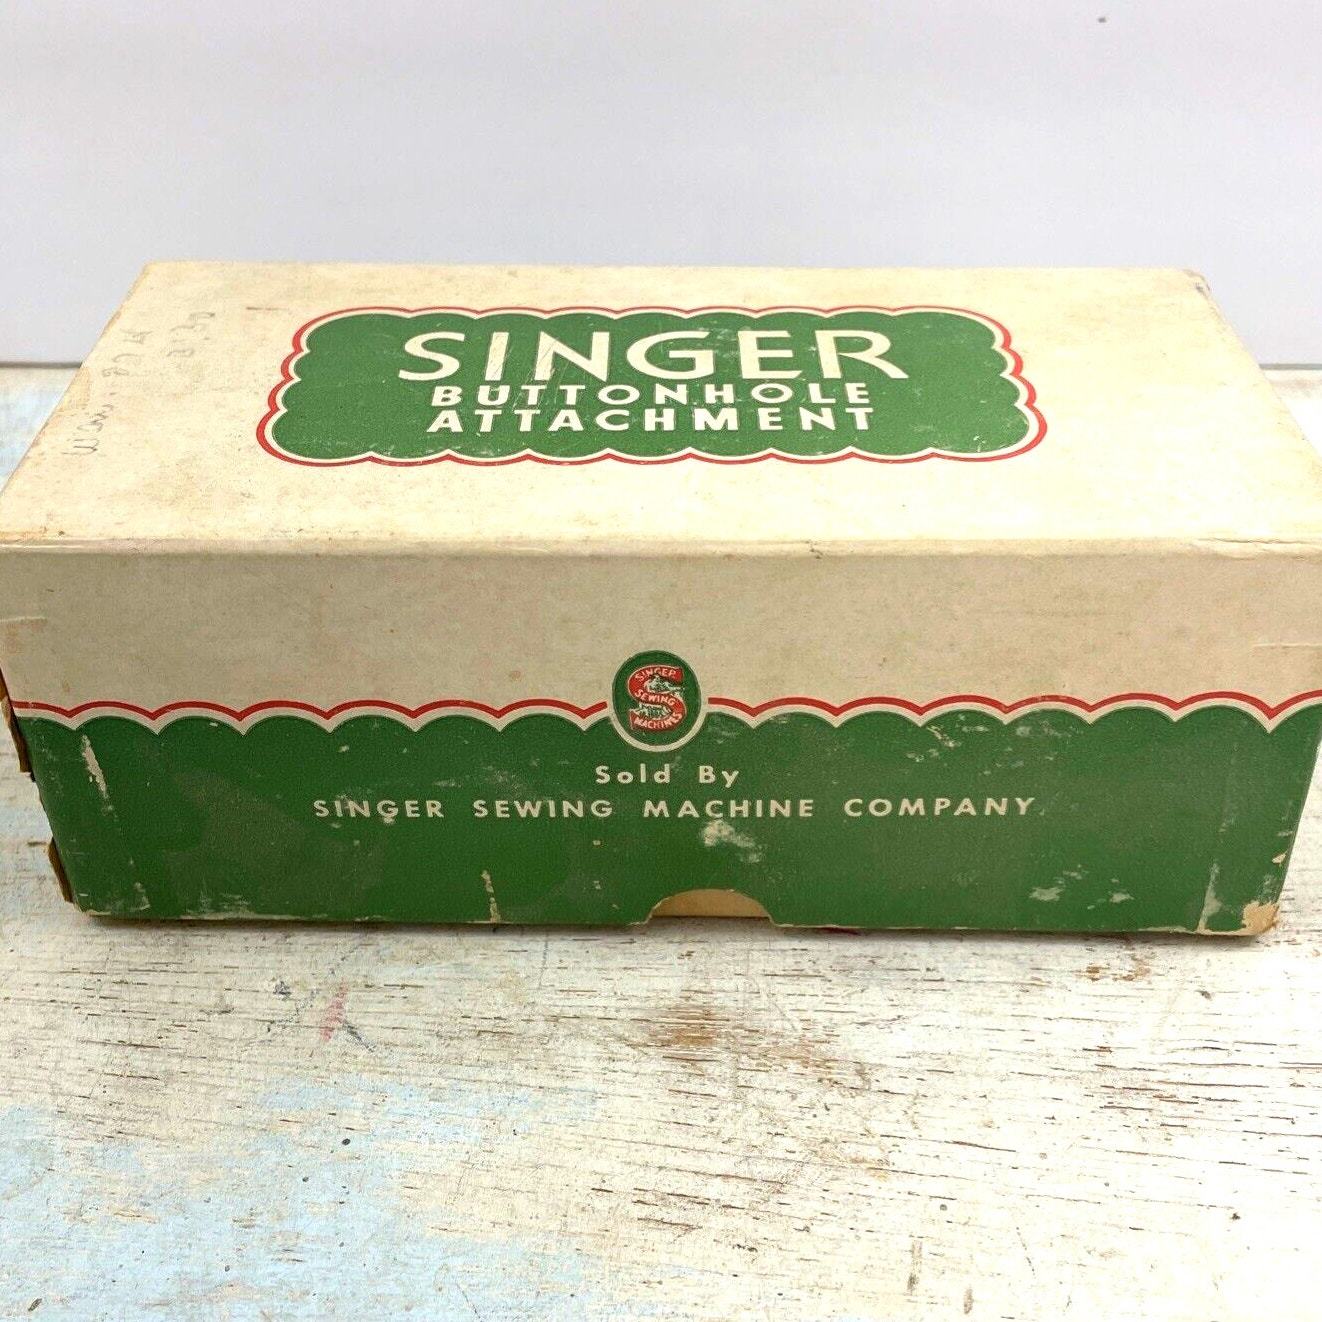 SINGER
BUTTONHOLE
ATTACHMENT
SINGER
SEWING
MACHINES
Sold By
SINGER SEWING MACHINE COMPANY